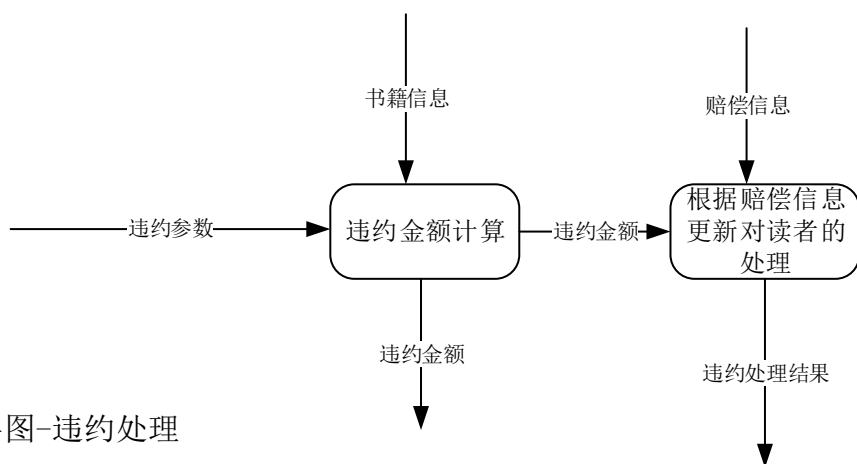 书籍信息
赔偿信息
违约参数
违约金额计算
违约金额
根据赔偿信息
更新对读者的
处理
违约金额
违约处理结果
图-违约处理